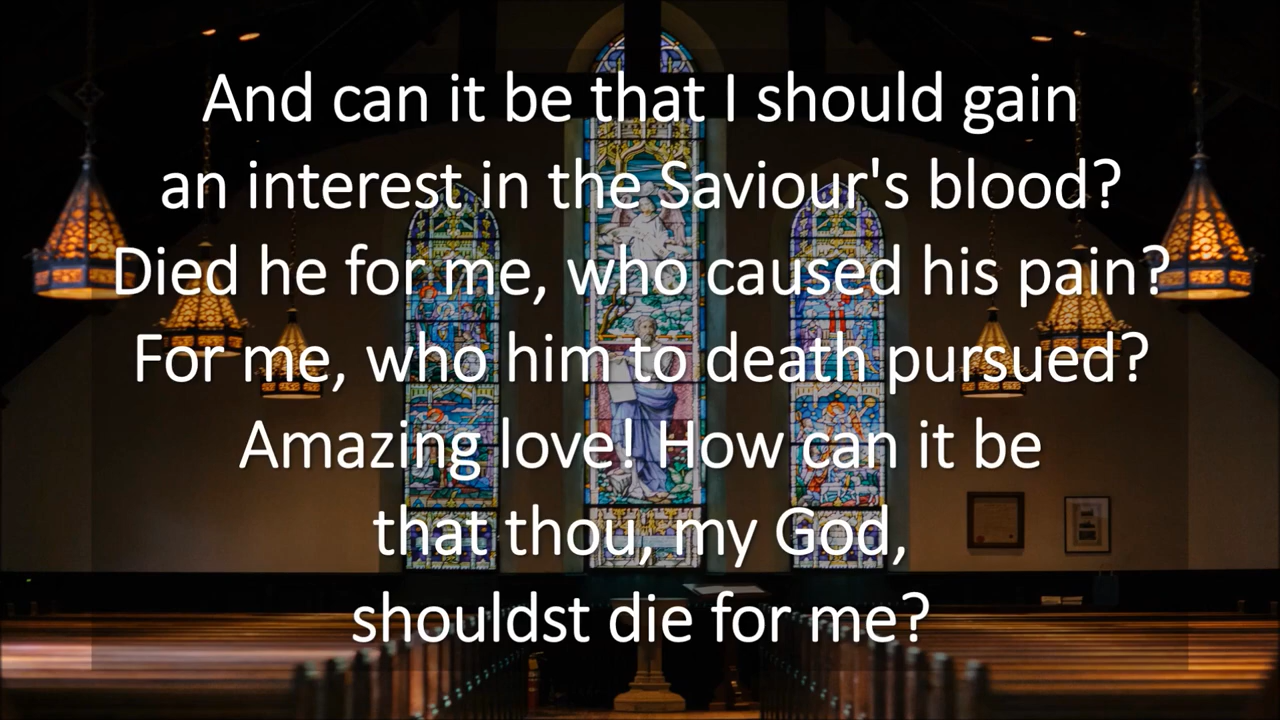 And can it be that I should gain
an interest in the Saviour's blood?
Died he for me, who caused his pain?
For me, who him to death pursued?
Amazing love! How can it be
that thou, my God,
shouldst die for me?